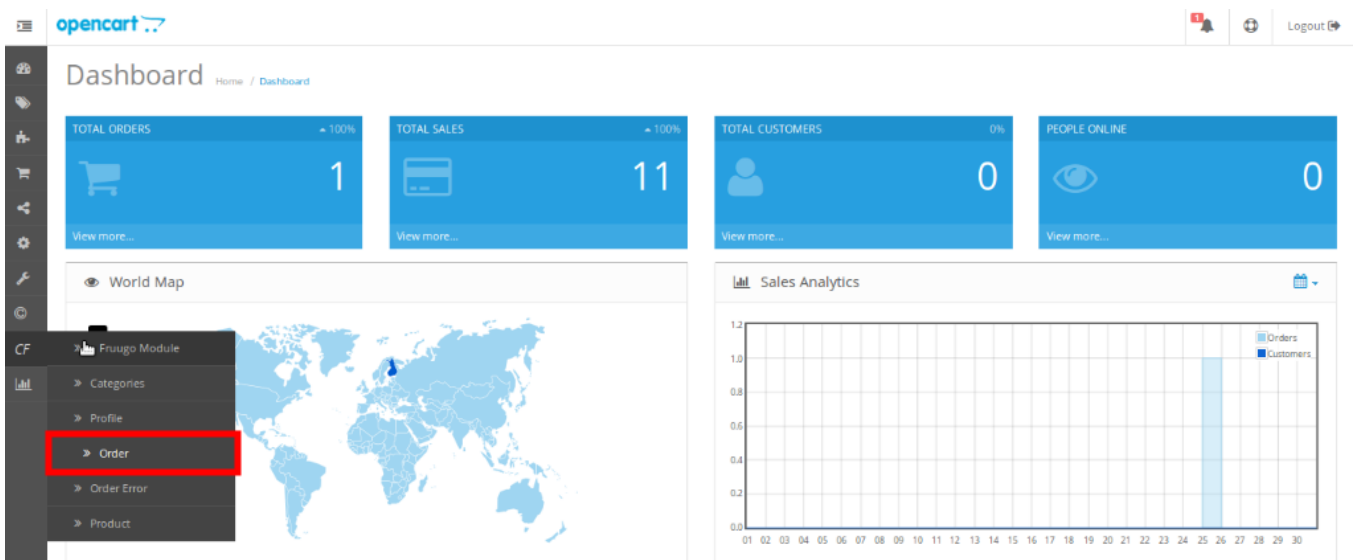 opencart
1
Logout
Dashboard
Home / Dashboard
TOTAL ORDERS 100%
1
View more...
TOTAL SALES 100%
11
View more...
TOTAL CUSTOMERS 0%
0
View more...
PEOPLE ONLINE
0
View more...
World Map
Sales Analytics
CF
» Fruugo Module
» Categories
» Profile
» Order
» Order Error
» Product
Orders
Customers
1.2
1.0
0.8
0.6
0.4
0.2
0.0
01 02 03 04 05 06 07 08 09 10 11 12 13 14 15 16 17 18 19 20 21 22 23 24 25 26 27 28 29 30